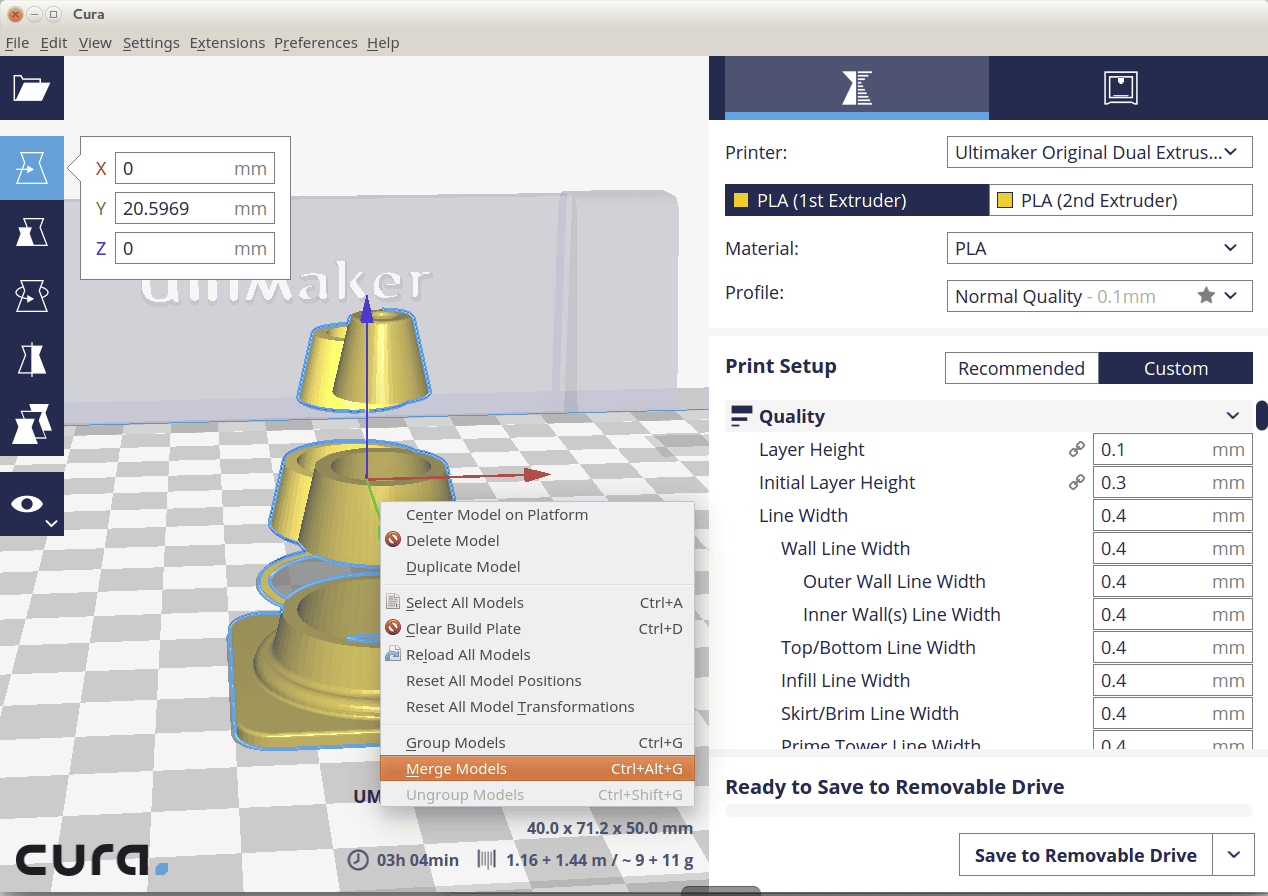 Cura
File Edit View Settings Extensions Preferences Help
X 0 mm
Y 20.5969 mm
Z 0 mm
Ultimaker
Center Model on Platform
Delete Model
Duplicate Model
Select All Models Ctrl+A
Clear Build Plate Ctrl+D
Reload All Models
Reset All Model Positions
Reset All Model Transformations
Group Models Ctrl+G
Merge Models Ctrl+Alt+G
Ungroup Models Ctrl+Shift+G
UM
40.0 x 71.2 x 50.0 mm
03h 04min 1.16 + 1.44 m / ~ 9 + 11 g
cura
Printer: Ultimaker Original Dual Extrus...
PLA (1st Extruder) PLA (2nd Extruder)
Material: PLA
Profile: Normal Quality - 0.1mm
Print Setup Recommended Custom
Quality
Layer Height 0.1 mm
Initial Layer Height 0.3 mm
Line Width 0.4 mm
Wall Line Width 0.4 mm
Outer Wall Line Width 0.4 mm
Inner Wall(s) Line Width 0.4 mm
Top/Bottom Line Width 0.4 mm
Infill Line Width 0.4 mm
Skirt/Brim Line Width 0.4 mm
Prime Tower Line Width 0.4 mm
Ready to Save to Removable Drive
Save to Removable Drive